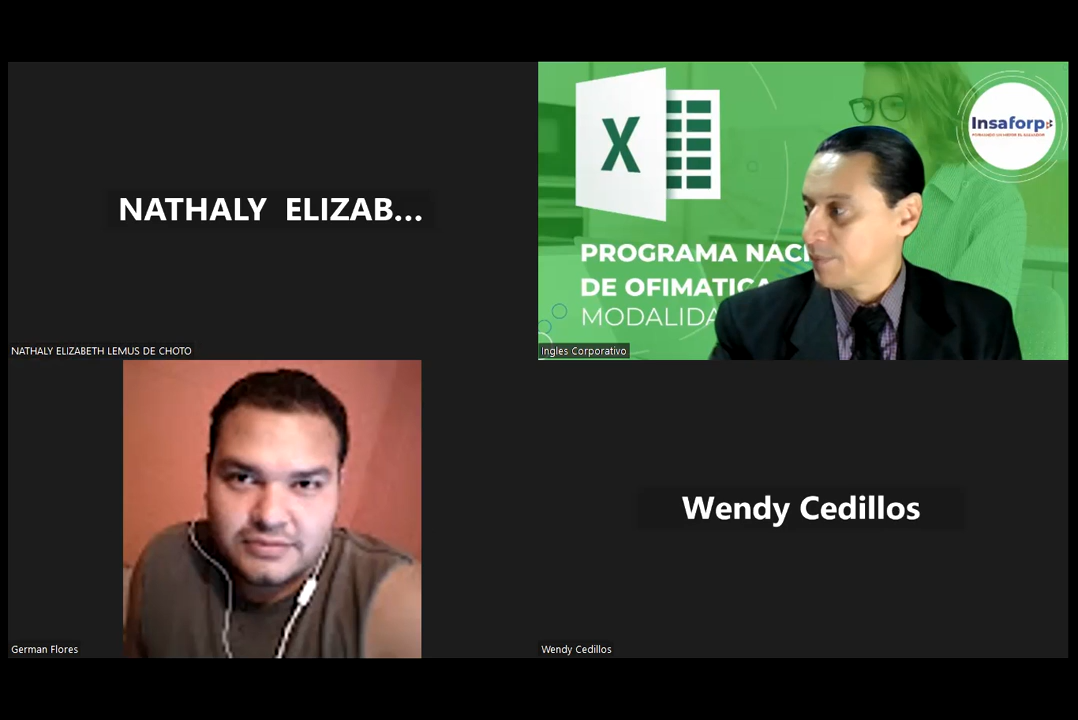 NATHALY ELIZAB...
NATHALY ELIZABETH LEMUS DE CHOTO
X
Insaforp
PROGRAMA NACI
DE OFIMATICA
MODALIDA
Ingles Corporativo
German Flores
Wendy Cedillos
Wendy Cedillos